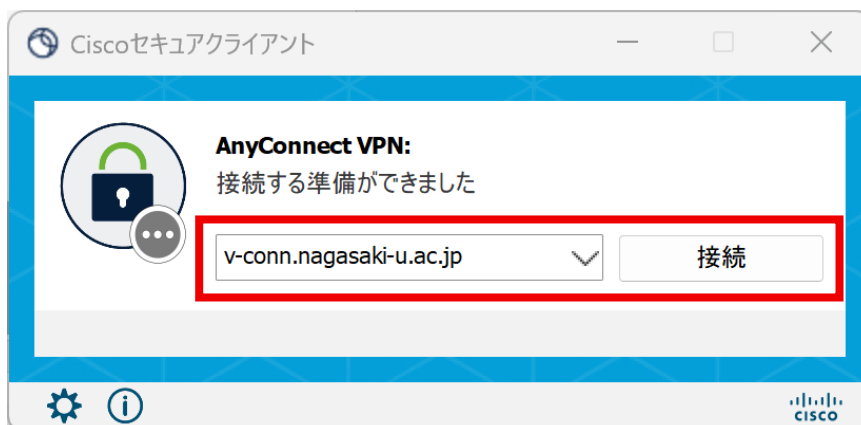 Ciscoセキュアクライアント
AnyConnect VPN:
接続する準備ができました
v-conn.nagasaki-u.ac.jp
接続
CISCO